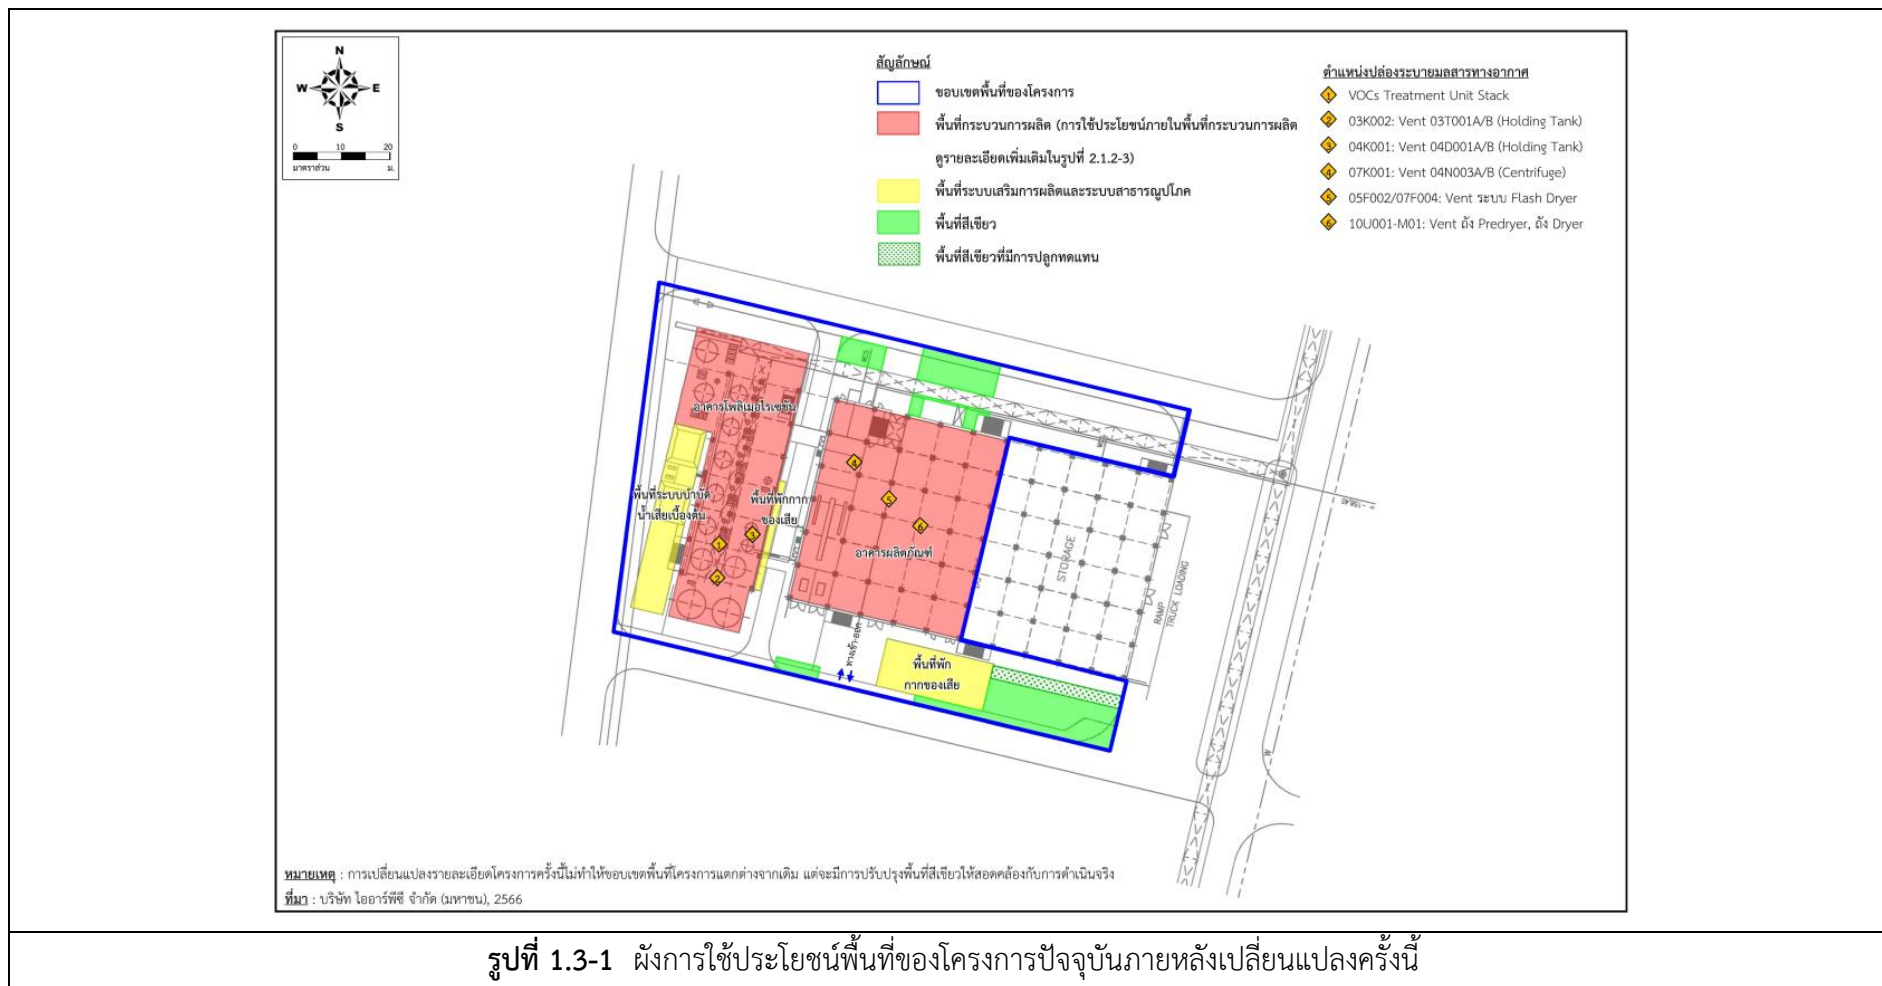 N
W E
S
0 10 20
มาตราส่วน ม.
สัญลักษณ์
ขอบเขตพื้นที่ของโครงการ
พื้นที่กระบวนการผลิต (การใช้ประโยชน์ภายในพื้นที่กระบวนการผลิต
ดูรายละเอียดเพิ่มเติมในรูปที่ 2.1.2-3)
พื้นที่ระบบเสริมการผลิตและระบบสาธารณูปโภค
พื้นที่สีเขียว
พื้นที่สีเขียวที่มีการปลูกทดแทน
ตำแหน่งปล่องระบายมลสารทางอากาศ
1 VOCs Treatment Unit Stack
2 03K002: Vent 03T001A/B (Holding Tank)
3 04K001: Vent 04D001A/B (Holding Tank)
4 07K001: Vent 04N003A/B (Centrifuge)
5 05F002/07F004: Vent ระบบ Flash Dryer
6 10U001-M01: Vent ถัง Predryer, ถัง Dryer
อาคารโพลิเมอไรเซชัน
4
พื้นที่ระบบบำบัด
น้ำเสียเบื้องต้น
พื้นที่พักกาก
ของเสีย
5
6
3
1
2
อาคารผลิตภัณฑ์
STORAGE
RAMP
TRUCK LOADING
ทางเข้า-ออก
พื้นที่พัก
กากของเสีย
หมายเหตุ : การเปลี่ยนแปลงรายละเอียดโครงการครั้งนี้ไม่ทำให้ขอบเขตพื้นที่โครงการแตกต่างจากเดิม แต่จะมีการปรับปรุงพื้นที่สีเขียวให้สอดคล้องกับการดำเนินจริง
ที่มา : บริษัท ไออาร์พีซี จำกัด (มหาชน), 2566
รูปที่ 1.3-1 ผังการใช้ประโยชน์พื้นที่ของโครงการปัจจุบันภายหลังเปลี่ยนแปลงครั้งนี้